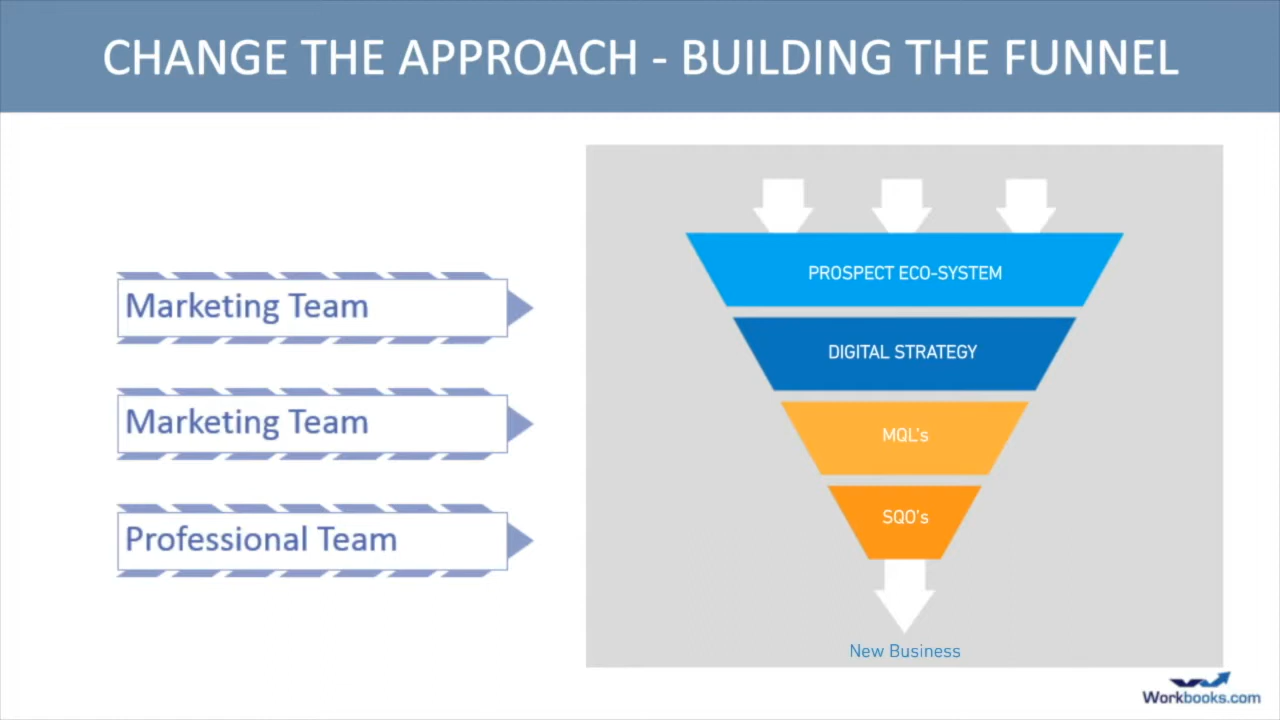 CHANGE THE APPROACH - BUILDING THE FUNNEL
Marketing Team
Marketing Team
Professional Team
PROSPECT ECO-SYSTEM
DIGITAL STRATEGY
MQL's
SQO's
New Business
Workbooks.com